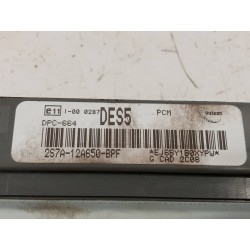 e11 1-00 0287 DES5 PCM
DPC-664
2S7A-12A650-BPF
G CAD 2C08